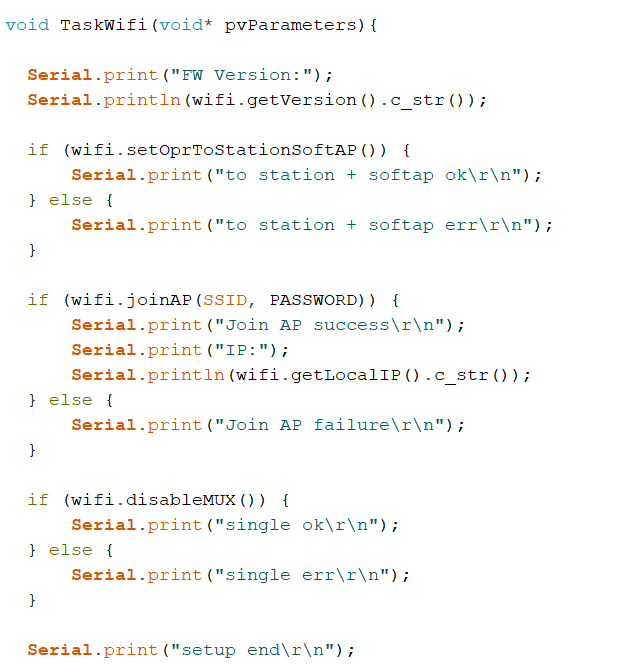 void TaskWifi(void* pvParameters){
Serial.print("FW Version:");
Serial.println(wifi.getVersion().c_str());
if (wifi.setOprToStationSoftAP()) {
Serial.print("to station + softap ok\r\n");
} else {
Serial.print("to station + softap err\r\n");
}
if (wifi.joinAP(SSID, PASSWORD)) {
Serial.print("Join AP success\r\n");
Serial.print("IP:");
Serial.println(wifi.getLocalIP().c_str());
} else {
Serial.print("Join AP failure\r\n");
}
if (wifi.disableMUX()) {
Serial.print("single ok\r\n");
} else {
Serial.print("single err\r\n");
}
Serial.print("setup end\r\n");